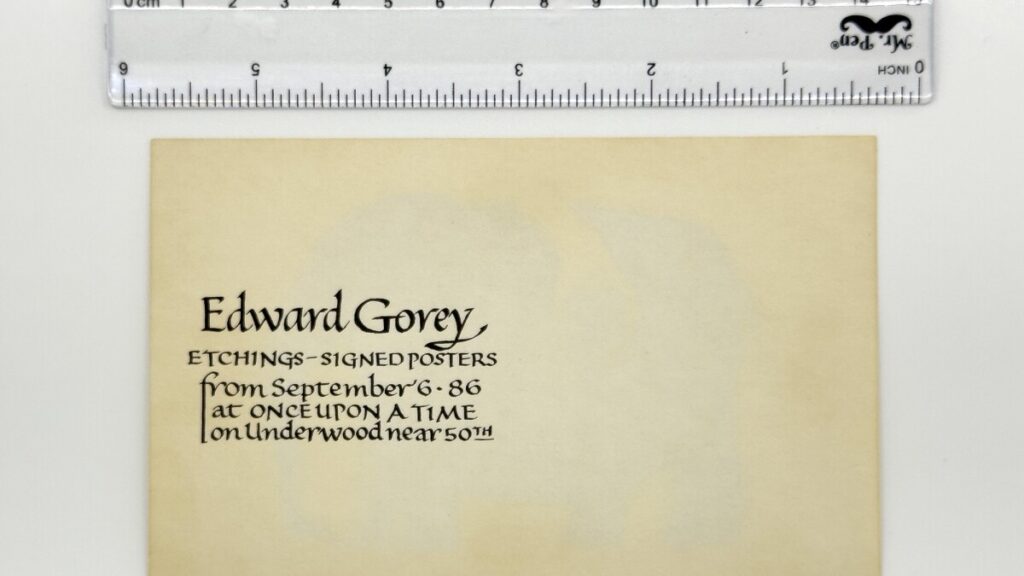 0 cm 1 2 3 4 5 6 7 8 9 10 11 12 13 14 15
Mr. Pen®
6 5 4 3 2 1 0 INCH
Edward Gorey
ETCHINGS–SIGNED POSTERS
from September 6·86
at ONCE UPON A TIME
on Underwood near 50TH